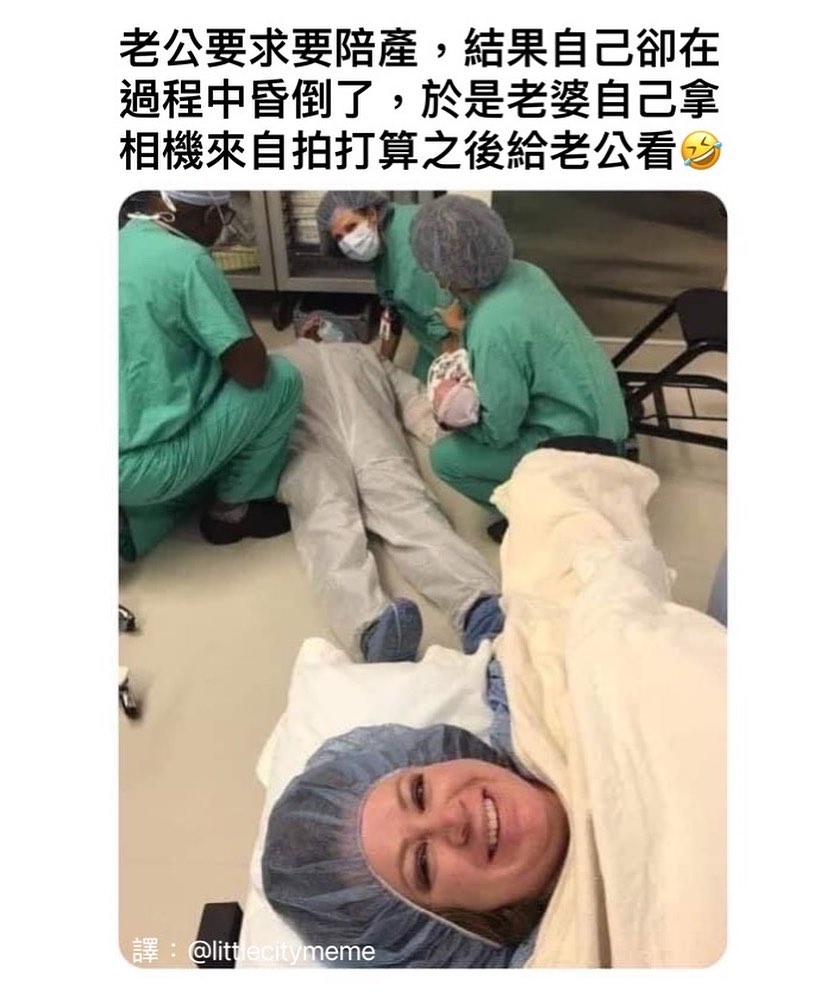 老公要求要陪產，結果自己卻在
過程中昏倒了，於是老婆自己拿
相機來自拍打算之後給老公看🤣
譯：@littlecitymeme